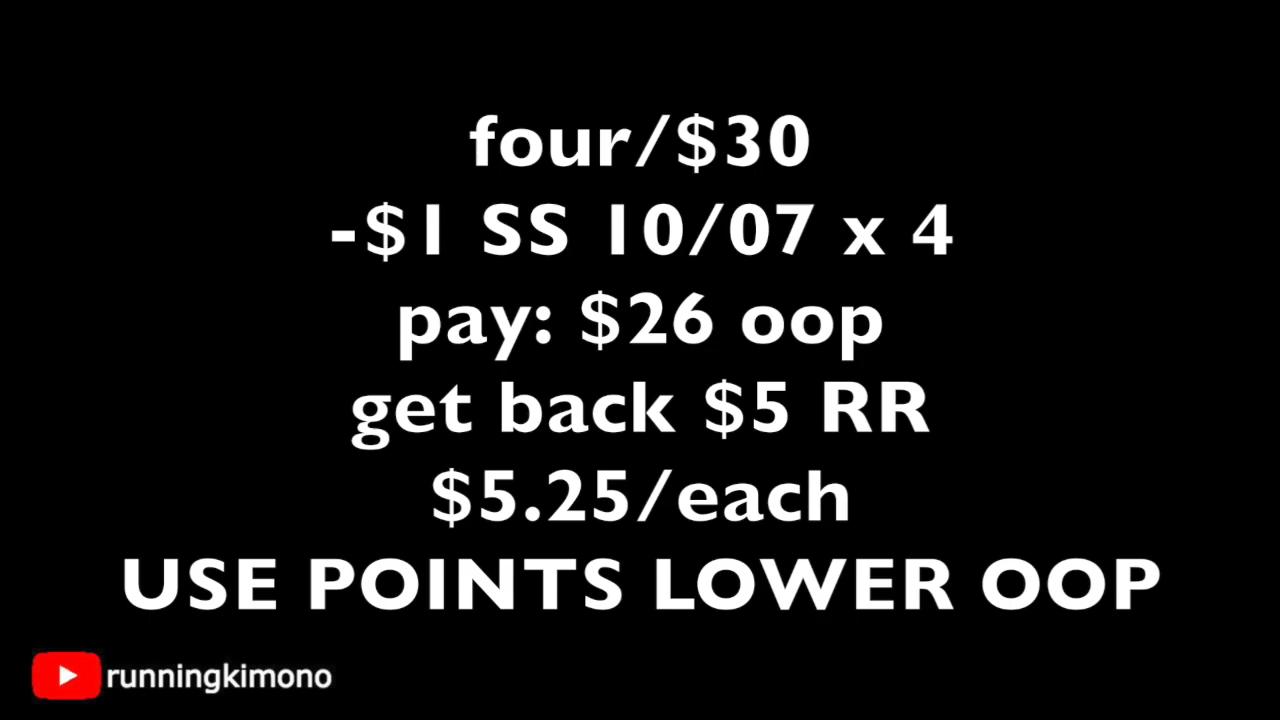 four/$30
-$1 SS 10/07 x 4
pay: $26 oop
get back $5 RR
$5.25/each
USE POINTS LOWER OOP
runningkimono